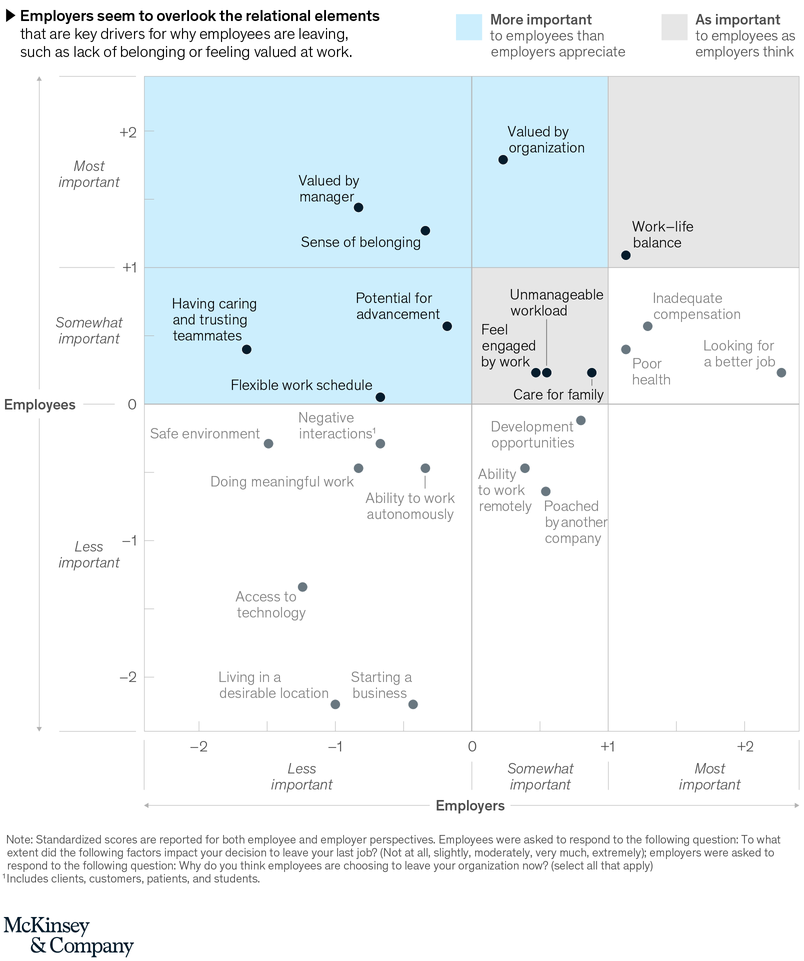 Employers seem to overlook the relational elements
that are key drivers for why employees are leaving,
such as lack of belonging or feeling valued at work.
More important
to employees than
employers appreciate
As important
to employees as
employers think
+2
Most
important
+1
Somewhat
important
Employees
0
−1
Less
important
−2
Valued by
organization
Valued by
manager
Sense of belonging
Work–life
balance
Having caring
and trusting
teammates
Potential for
advancement
Flexible work schedule
Unmanageable
workload
Feel
engaged
by work
Care for family
Inadequate
compensation
Poor
health
Looking for
a better job
Safe environment
Negative
interactions¹
Doing meaningful work
Ability to work
autonomously
Development
opportunities
Ability
to work
remotely
Poached
by another
company
Access to
technology
Living in a
desirable location
Starting a
business
−2
−1
0
+1
+2
Less
important
Somewhat
important
Most
important
Employers
Note: Standardized scores are reported for both employee and employer perspectives. Employees were asked to respond to the following question: To what
extent did the following factors impact your decision to leave your last job? (Not at all, slightly, moderately, very much, extremely); employers were asked to
respond to the following question: Why do you think employees are choosing to leave your organization now? (select all that apply)
¹Includes clients, customers, patients, and students.
McKinsey
& Company